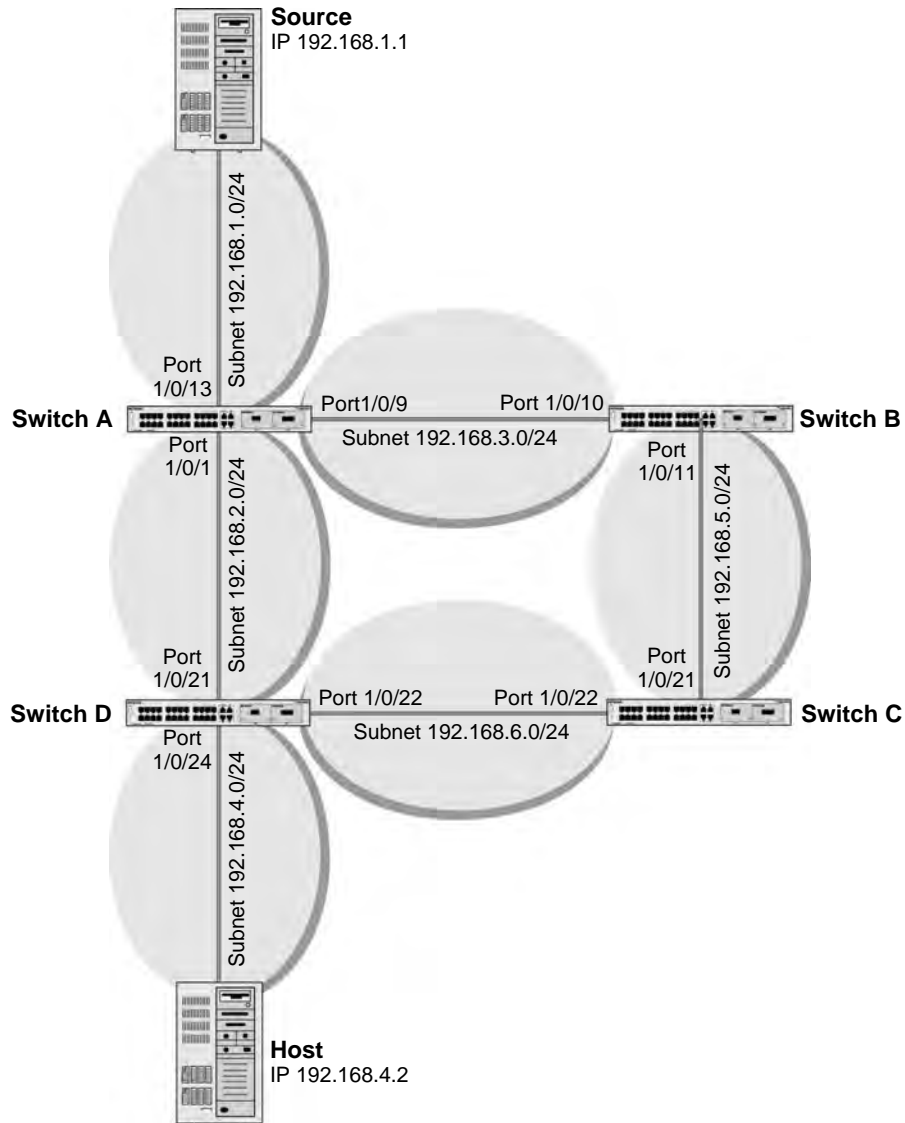 Source
IP 192.168.1.1
Subnet 192.168.1.0/24
Port
1/0/13
Switch A
Port1/0/9
Port 1/0/10
Switch B
Subnet 192.168.3.0/24
Port
1/0/1
Port
1/0/11
Subnet 192.168.2.0/24
Subnet 192.168.5.0/24
Port
1/0/21
Port
1/0/21
Switch D
Port 1/0/22
Port 1/0/22
Switch C
Subnet 192.168.6.0/24
Port
1/0/24
Subnet 192.168.4.0/24
Host
IP 192.168.4.2